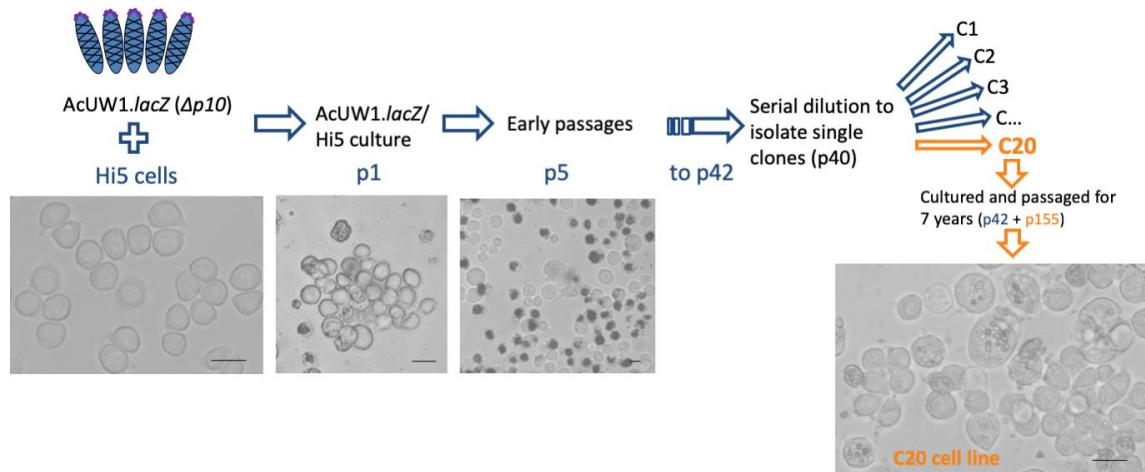 AcUW1.lacZ (Δp10)
Hi5 cells
AcUW1.lacZ/
Hi5 culture
p1
Early passages
p5
to p42
Serial dilution to
isolate single
clones (p40)
C1
C2
C3
C...
C20
Cultured and passaged for
7 years (p42 + p155)
C20 cell line